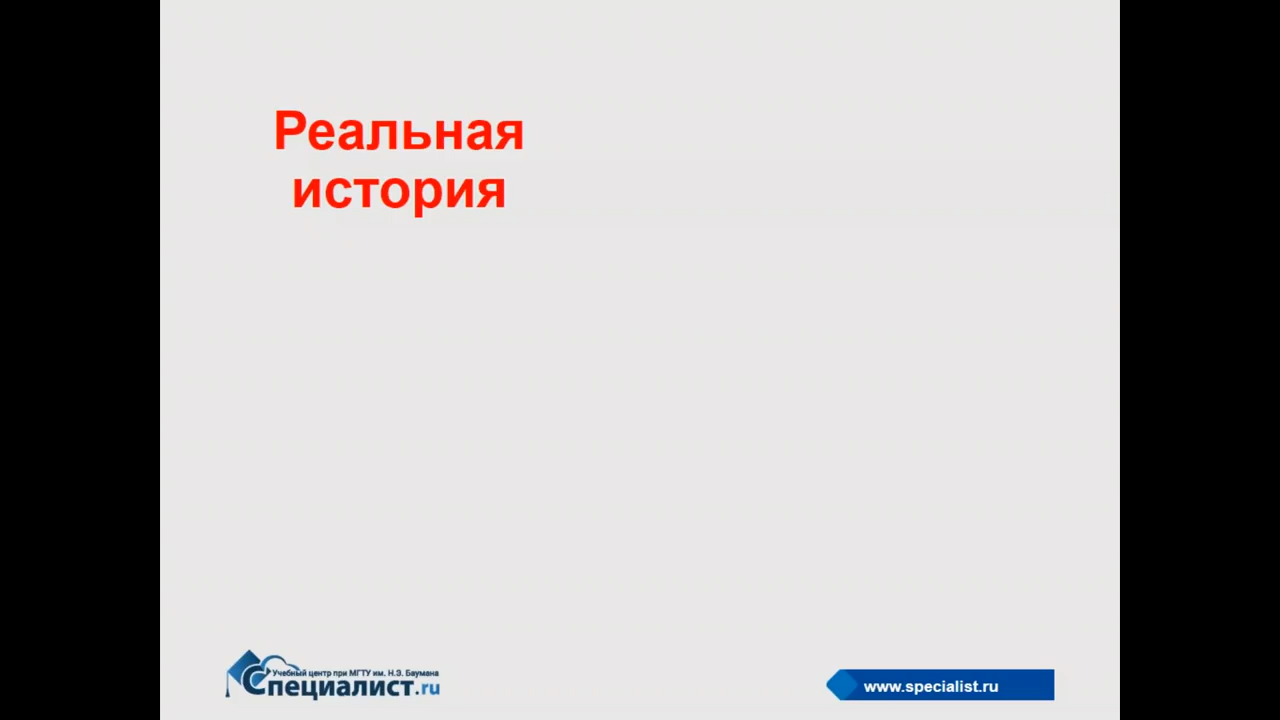 Реальная
история
Учебный центр при МГТУ им. Н.Э. Баумана
Специалист.ru
www.specialist.ru